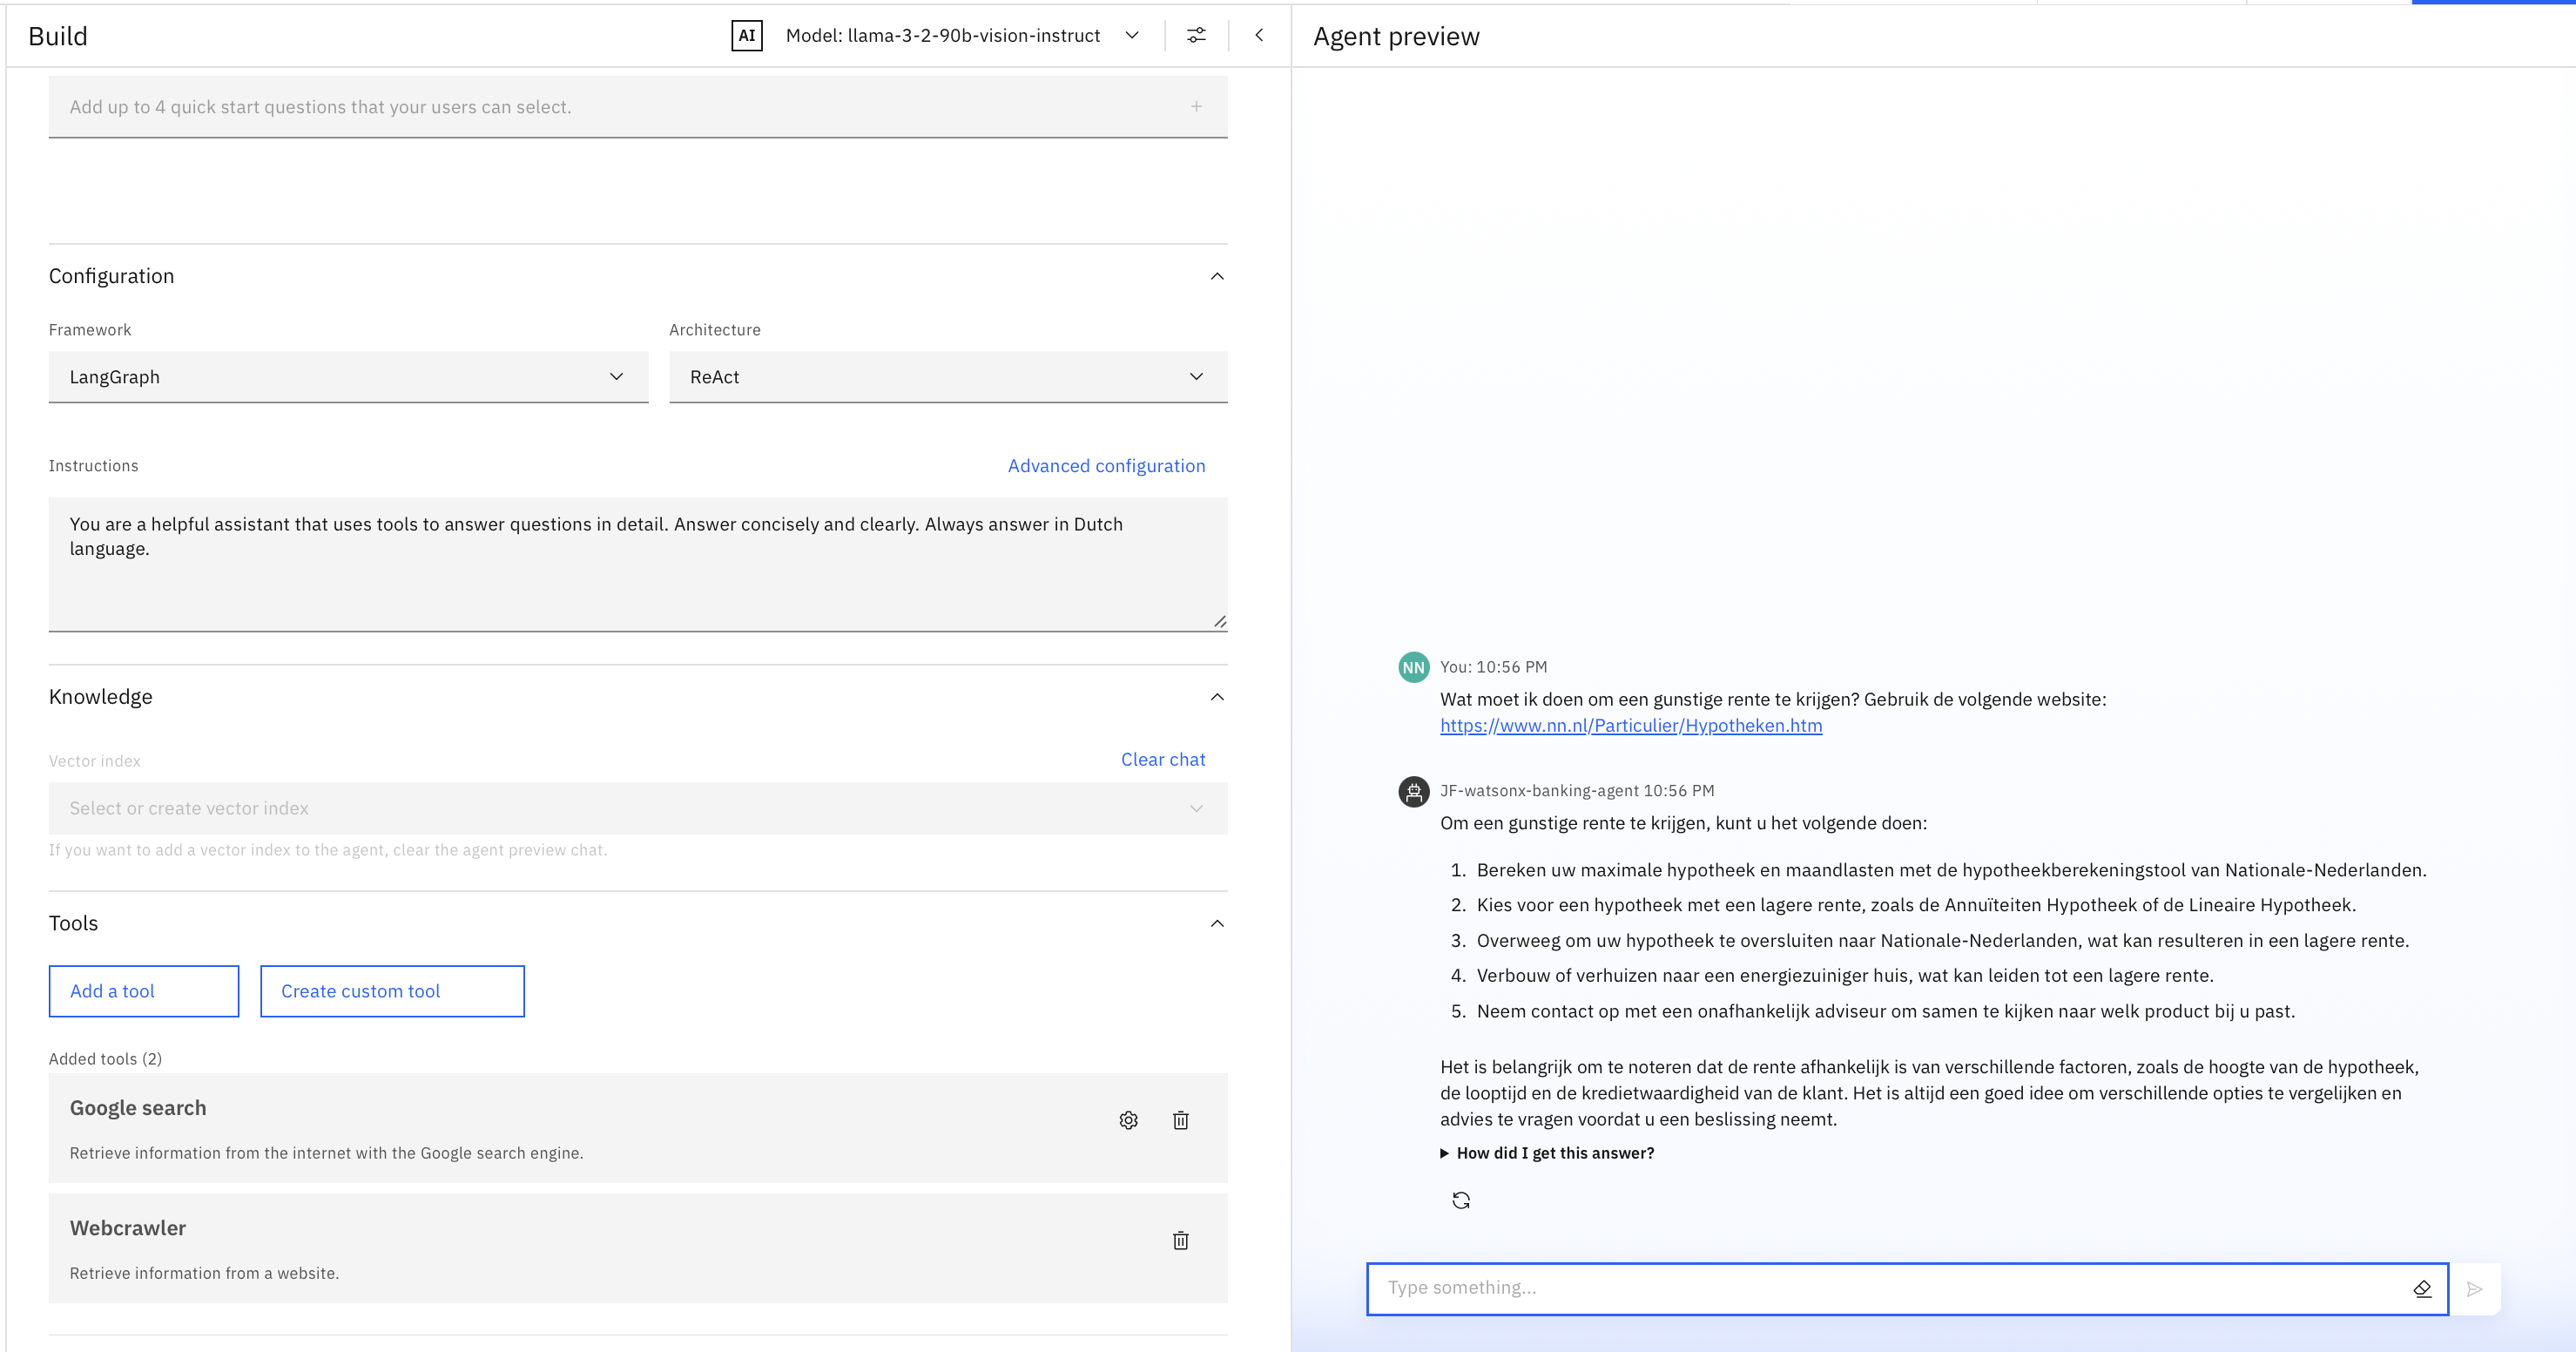 Build
AI
Model: llama-3-2-90b-vision-instruct
Agent preview
Add up to 4 quick start questions that your users can select.
Configuration
Framework
Architecture
LangGraph
ReAct
Instructions
Advanced configuration
You are a helpful assistant that uses tools to answer questions in detail. Answer concisely and clearly. Always answer in Dutch
language.
Knowledge
Vector index
Clear chat
Select or create vector index
If you want to add a vector index to the agent, clear the agent preview chat.
Tools
Add a tool
Create custom tool
Added tools (2)
Google search
Retrieve information from the internet with the Google search engine.
Webcrawler
Retrieve information from a website.
NN
You: 10:56 PM
Wat moet ik doen om een gunstige rente te krijgen? Gebruik de volgende website:
https://www.nn.nl/Particulier/Hypotheken.htm
JF-watsonx-banking-agent 10:56 PM
Om een gunstige rente te krijgen, kunt u het volgende doen:
1. Bereken uw maximale hypotheek en maandlasten met de hypotheekberekeningstool van Nationale-Nederlanden.
2. Kies voor een hypotheek met een lagere rente, zoals de Annuïteiten Hypotheek of de Lineaire Hypotheek.
3. Overweeg om uw hypotheek te oversluiten naar Nationale-Nederlanden, wat kan resulteren in een lagere rente.
4. Verbouw of verhuizen naar een energiezuiniger huis, wat kan leiden tot een lagere rente.
5. Neem contact op met een onafhankelijk adviseur om samen te kijken naar welk product bij u past.
Het is belangrijk om te noteren dat de rente afhankelijk is van verschillende factoren, zoals de hoogte van de hypotheek,
de looptijd en de kredietwaardigheid van de klant. Het is altijd een goed idee om verschillende opties te vergelijken en
advies te vragen voordat u een beslissing neemt.
How did I get this answer?
Type something...